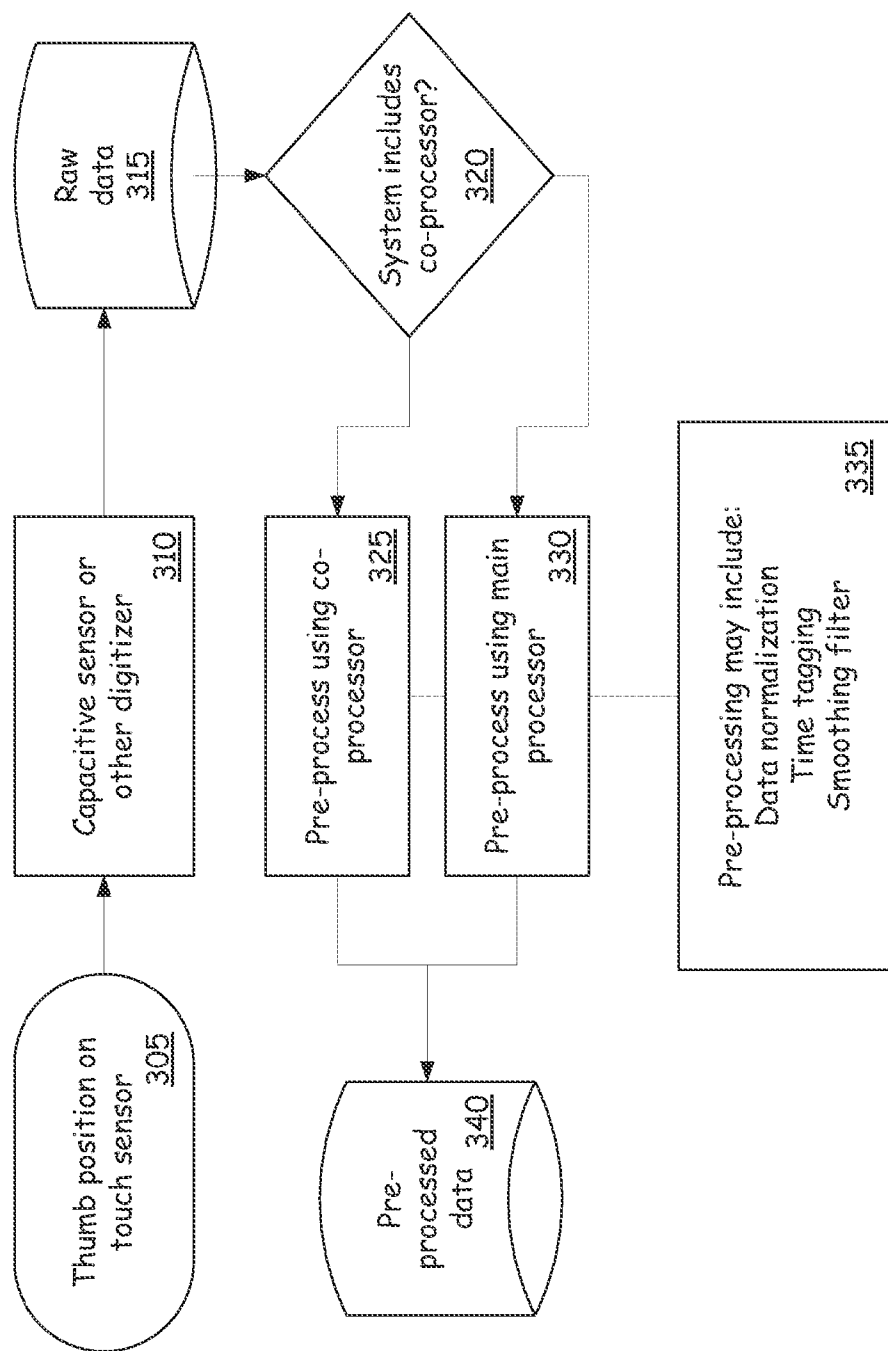 Thumb position on
touch sensor
305
Capacitive sensor or
other digitizer
310
Raw
data
315
System includes
co-processor?
320
Pre-process using co-
processor
325
Pre-process using main
processor
330
Pre-processing may include:
Data normalization
Time tagging
Smoothing filter
335
Pre-
processed
data
340